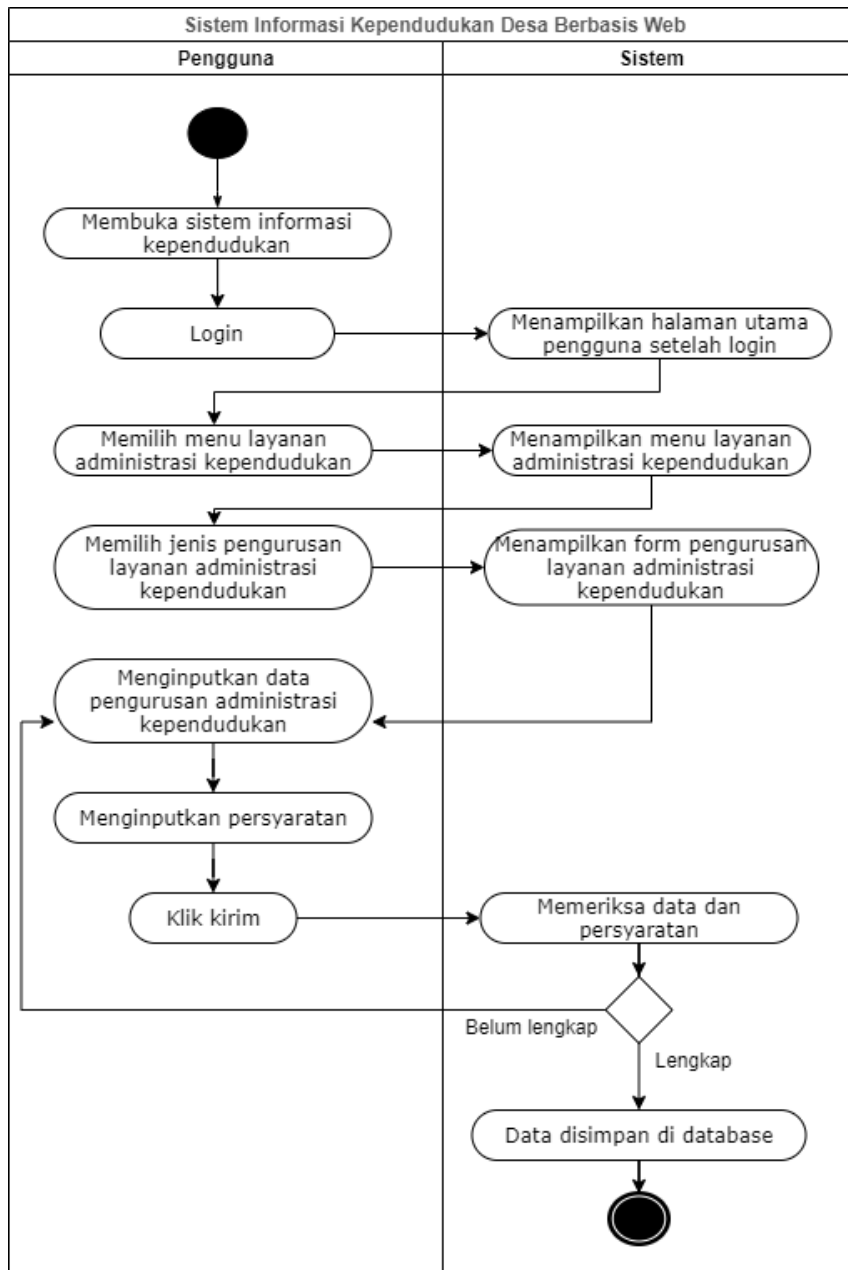 Sistem Informasi Kependudukan Desa Berbasis Web
Pengguna
Sistem
Membuka sistem informasi
kependudukan
Login
Menampilkan halaman utama
pengguna setelah login
Memilih menu layanan
administrasi kependudukan
Menampilkan menu layanan
administrasi kependudukan
Memilih jenis pengurusan
layanan administrasi
kependudukan
Menampilkan form pengurusan
layanan administrasi
kependudukan
Menginputkan data
pengurusan administrasi
kependudukan
Menginputkan persyaratan
Klik kirim
Memeriksa data dan
persyaratan
Belum lengkap
Lengkap
Data disimpan di database